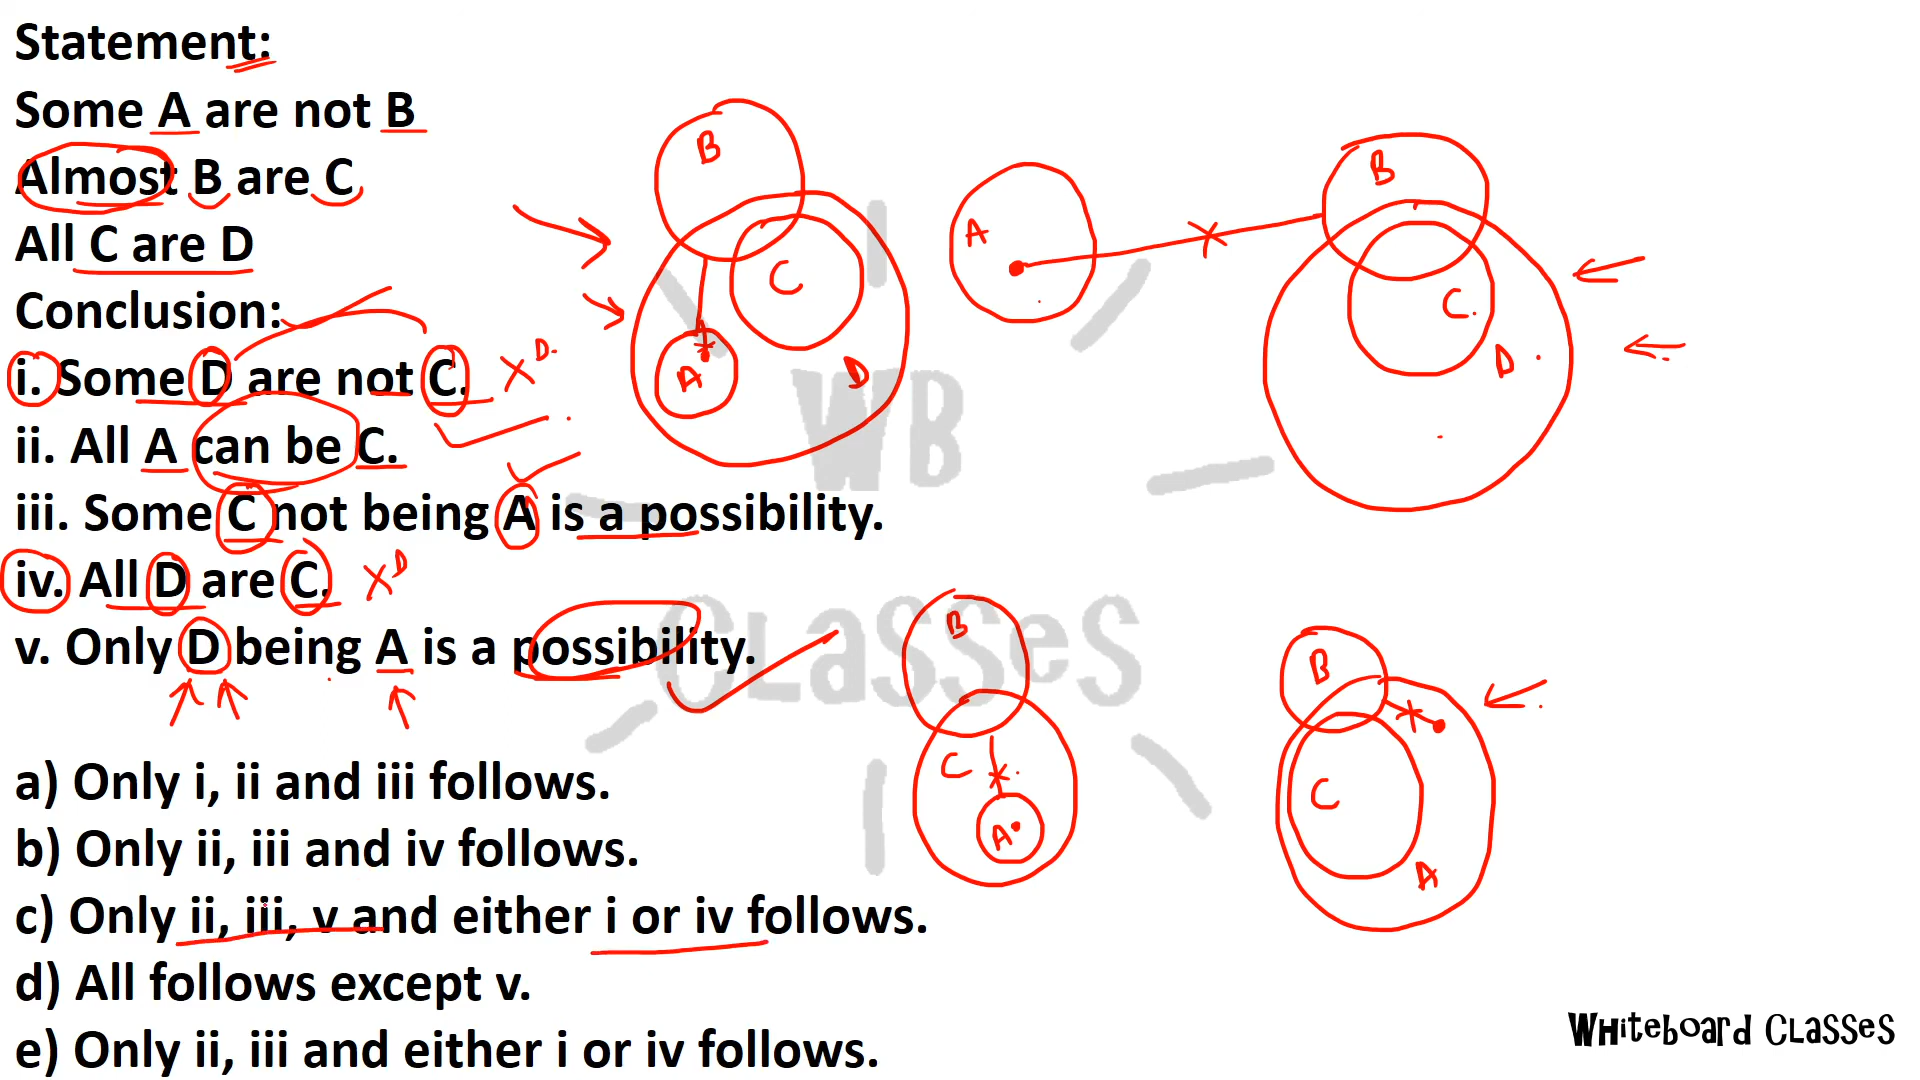 Statement:
Some A are not B
Almost B are C
All C are D
Conclusion:
i. Some D are not C. ×D
ii. All A can be C.
iii. Some C not being A is a possibility.
iv. All D are C. ×D
v. Only D being A is a possibility.
a) Only i, ii and iii follows.
b) Only ii, iii and iv follows.
c) Only ii, iii, v and either i or iv follows.
d) All follows except v.
e) Only ii, iii and either i or iv follows.
B
C
A
D
A
B
C
D
B
C
A
B
C
A
WB
CLasses
Whiteboard Classes